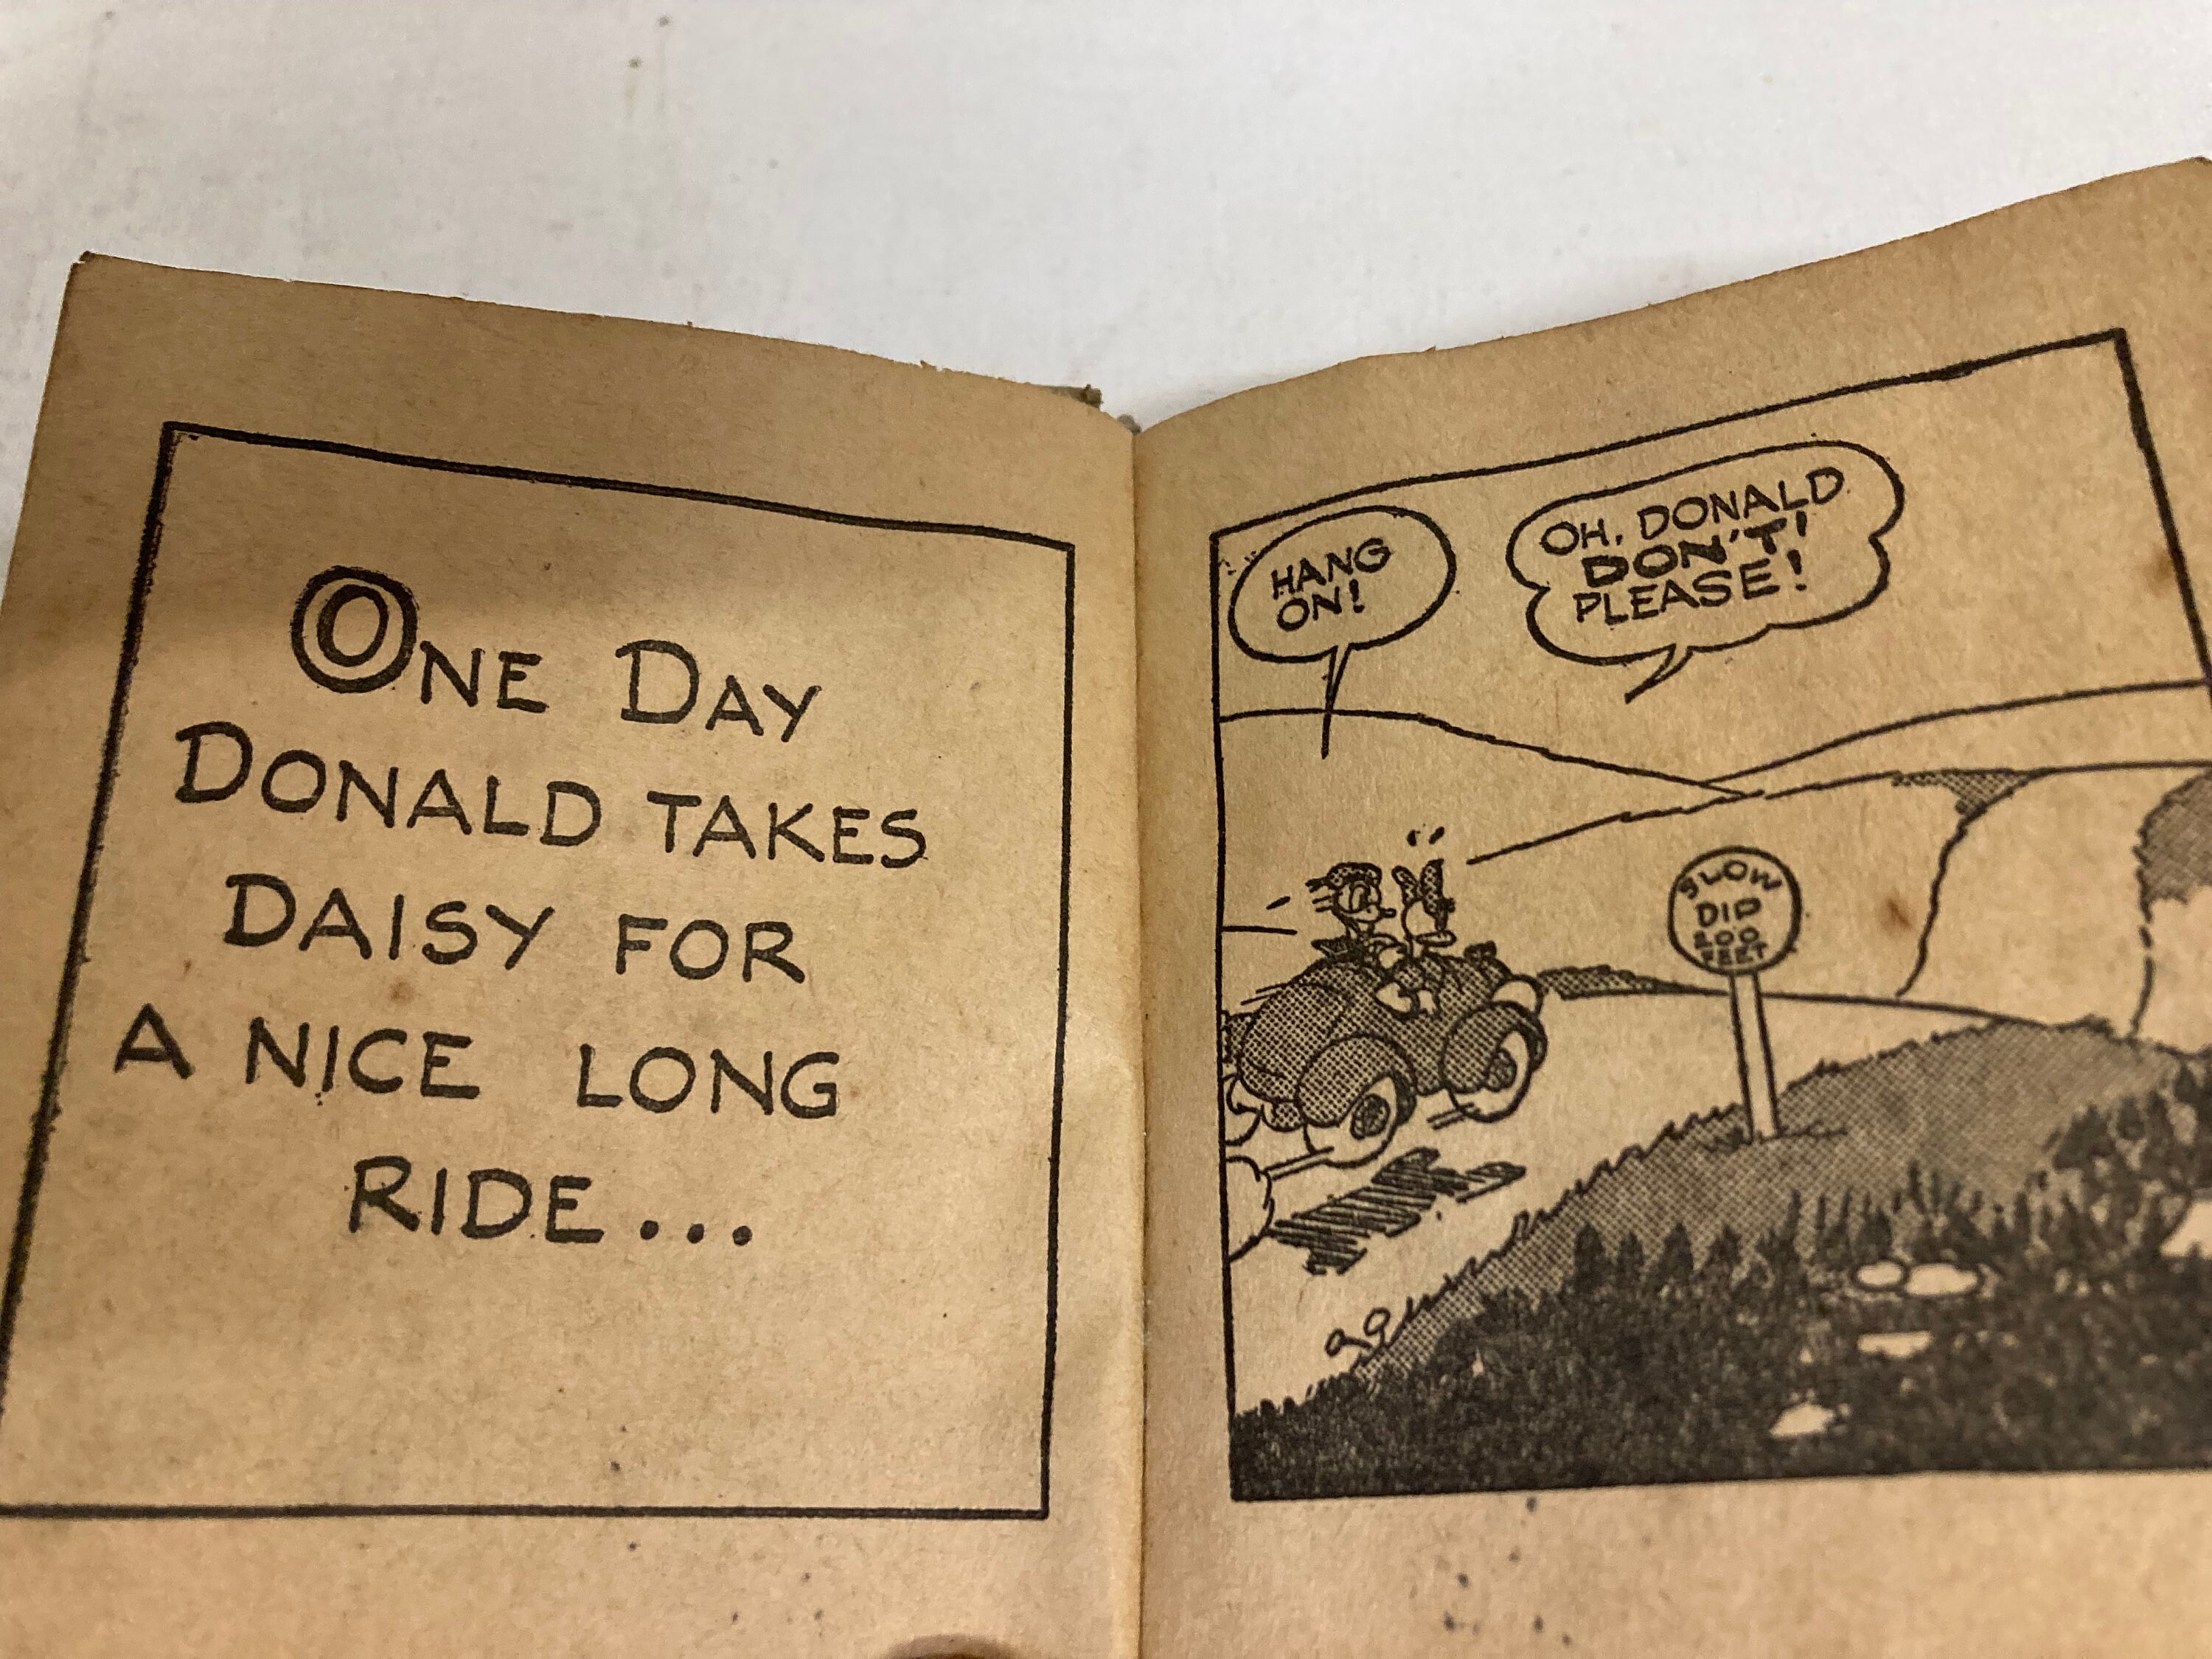 ONE DAY
DONALD TAKES
DAISY FOR
A NICE LONG
RIDE...
HANG
ON!
OH, DONALD
DON'T!
PLEASE!
SLOW
DIP
200
FEET